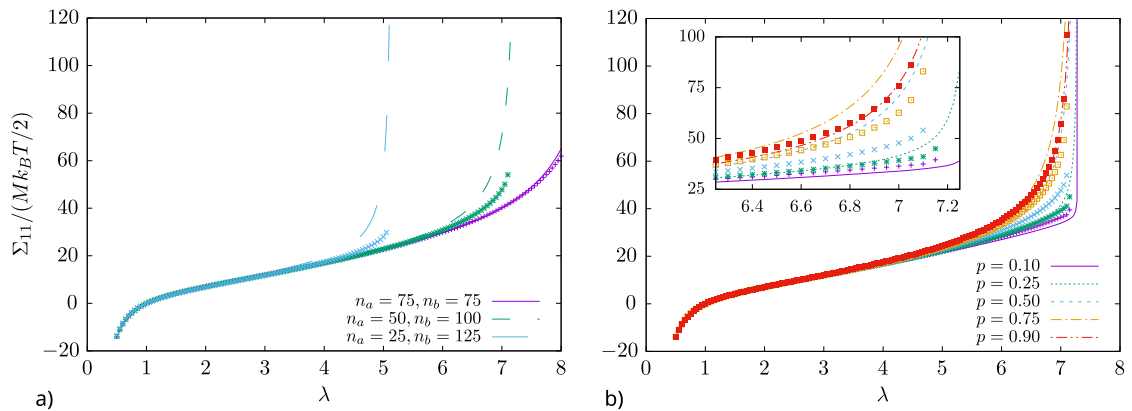 120
100
80
60
40
20
0
−20
0 1 2 3 4 5 6 7 8
Σ₁₁/(Mk_BT/2)
λ
n_a = 75, n_b = 75
n_a = 50, n_b = 100
n_a = 25, n_b = 125
a)
120
100
80
60
40
20
0
−20
0 1 2 3 4 5 6 7 8
λ
100
75
50
25
6.4 6.6 6.8 7 7.2
p = 0.10
p = 0.25
p = 0.50
p = 0.75
p = 0.90
b)